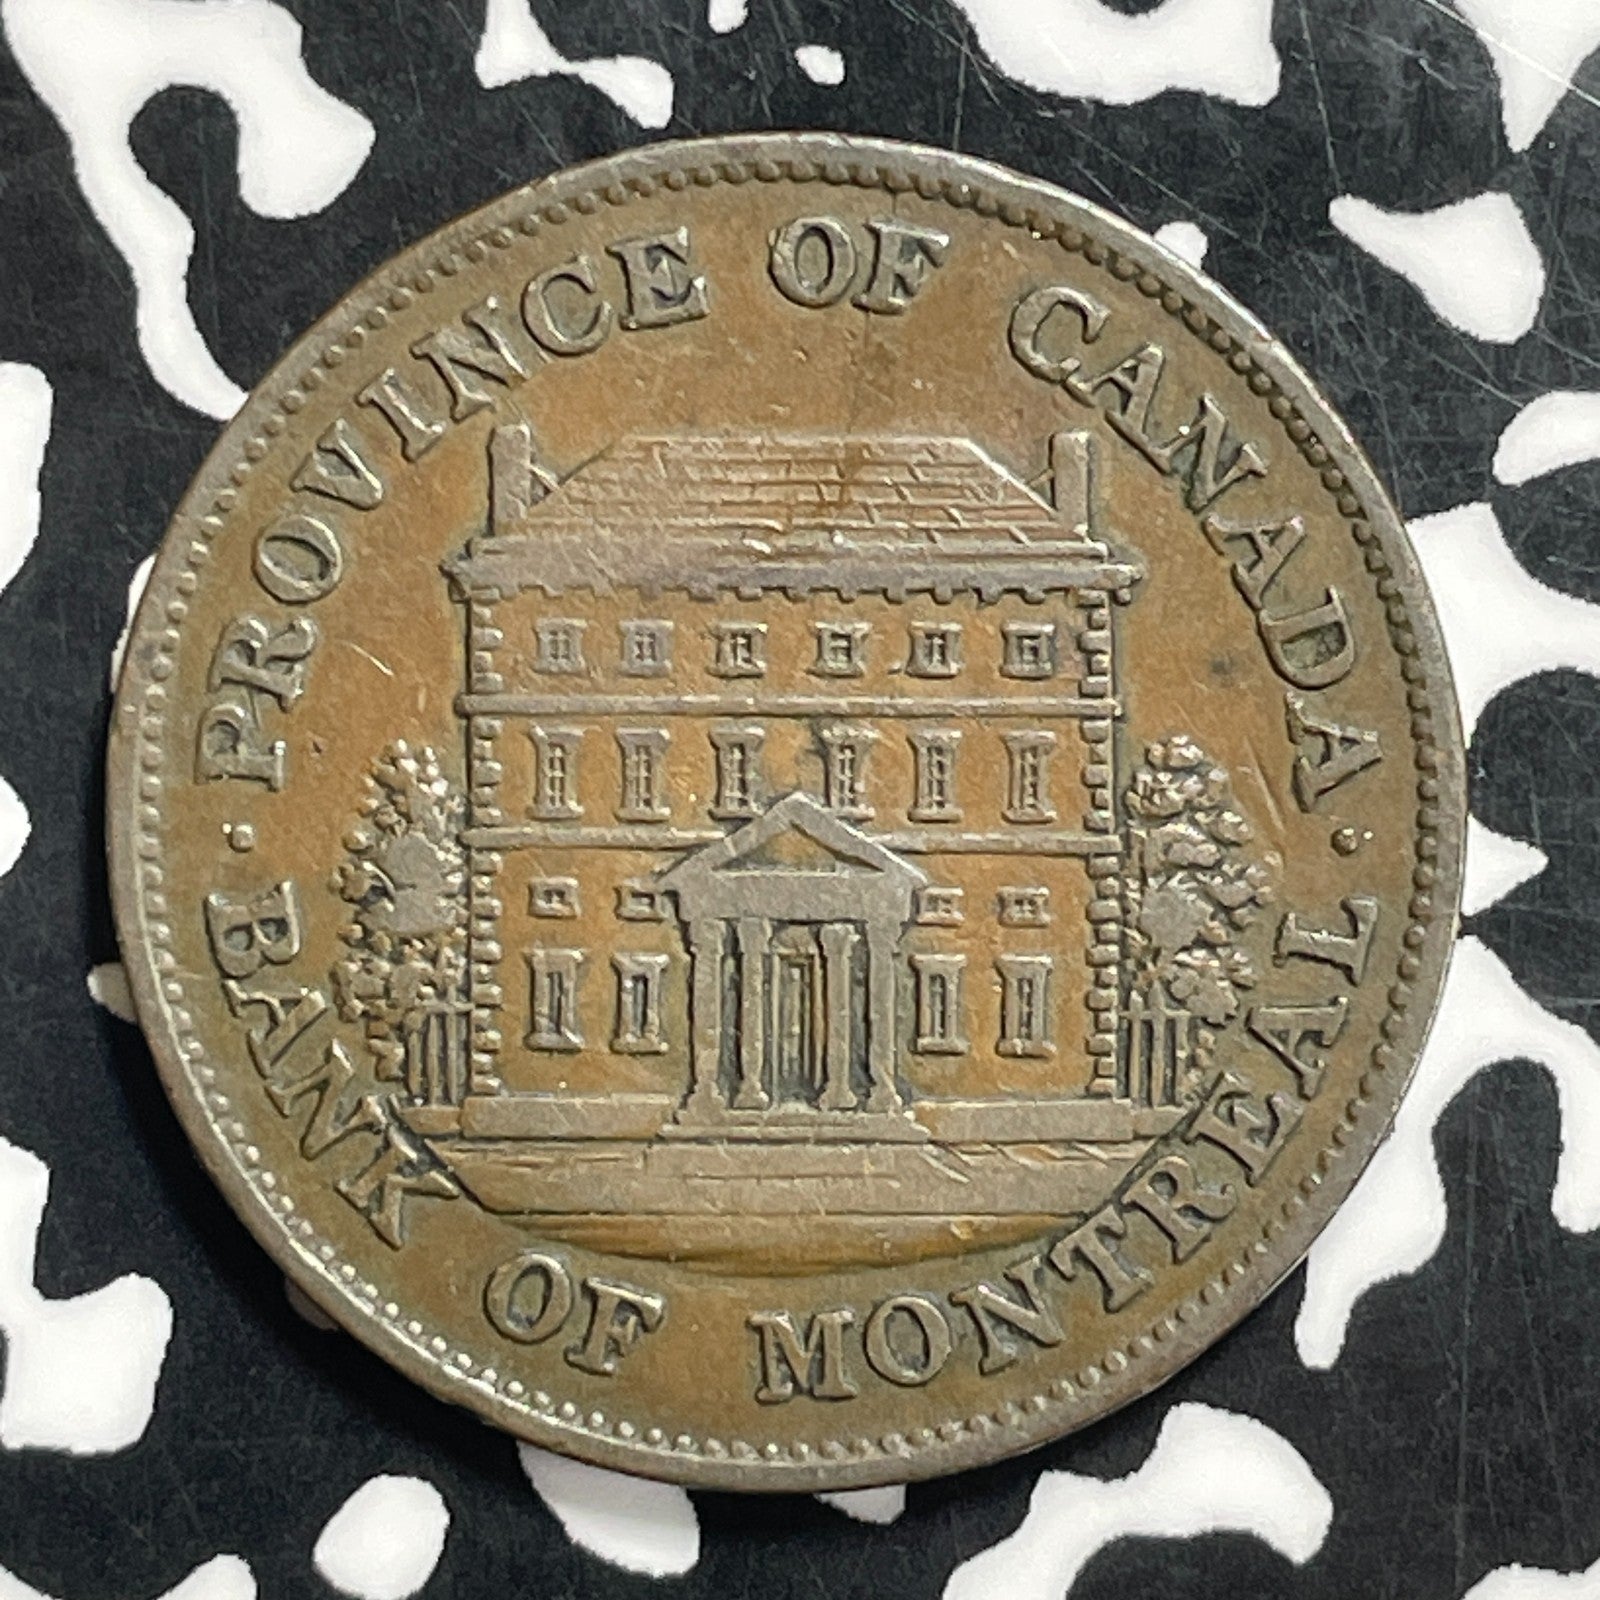 PROVINCE OF CANADA
BANK OF MONTREAL